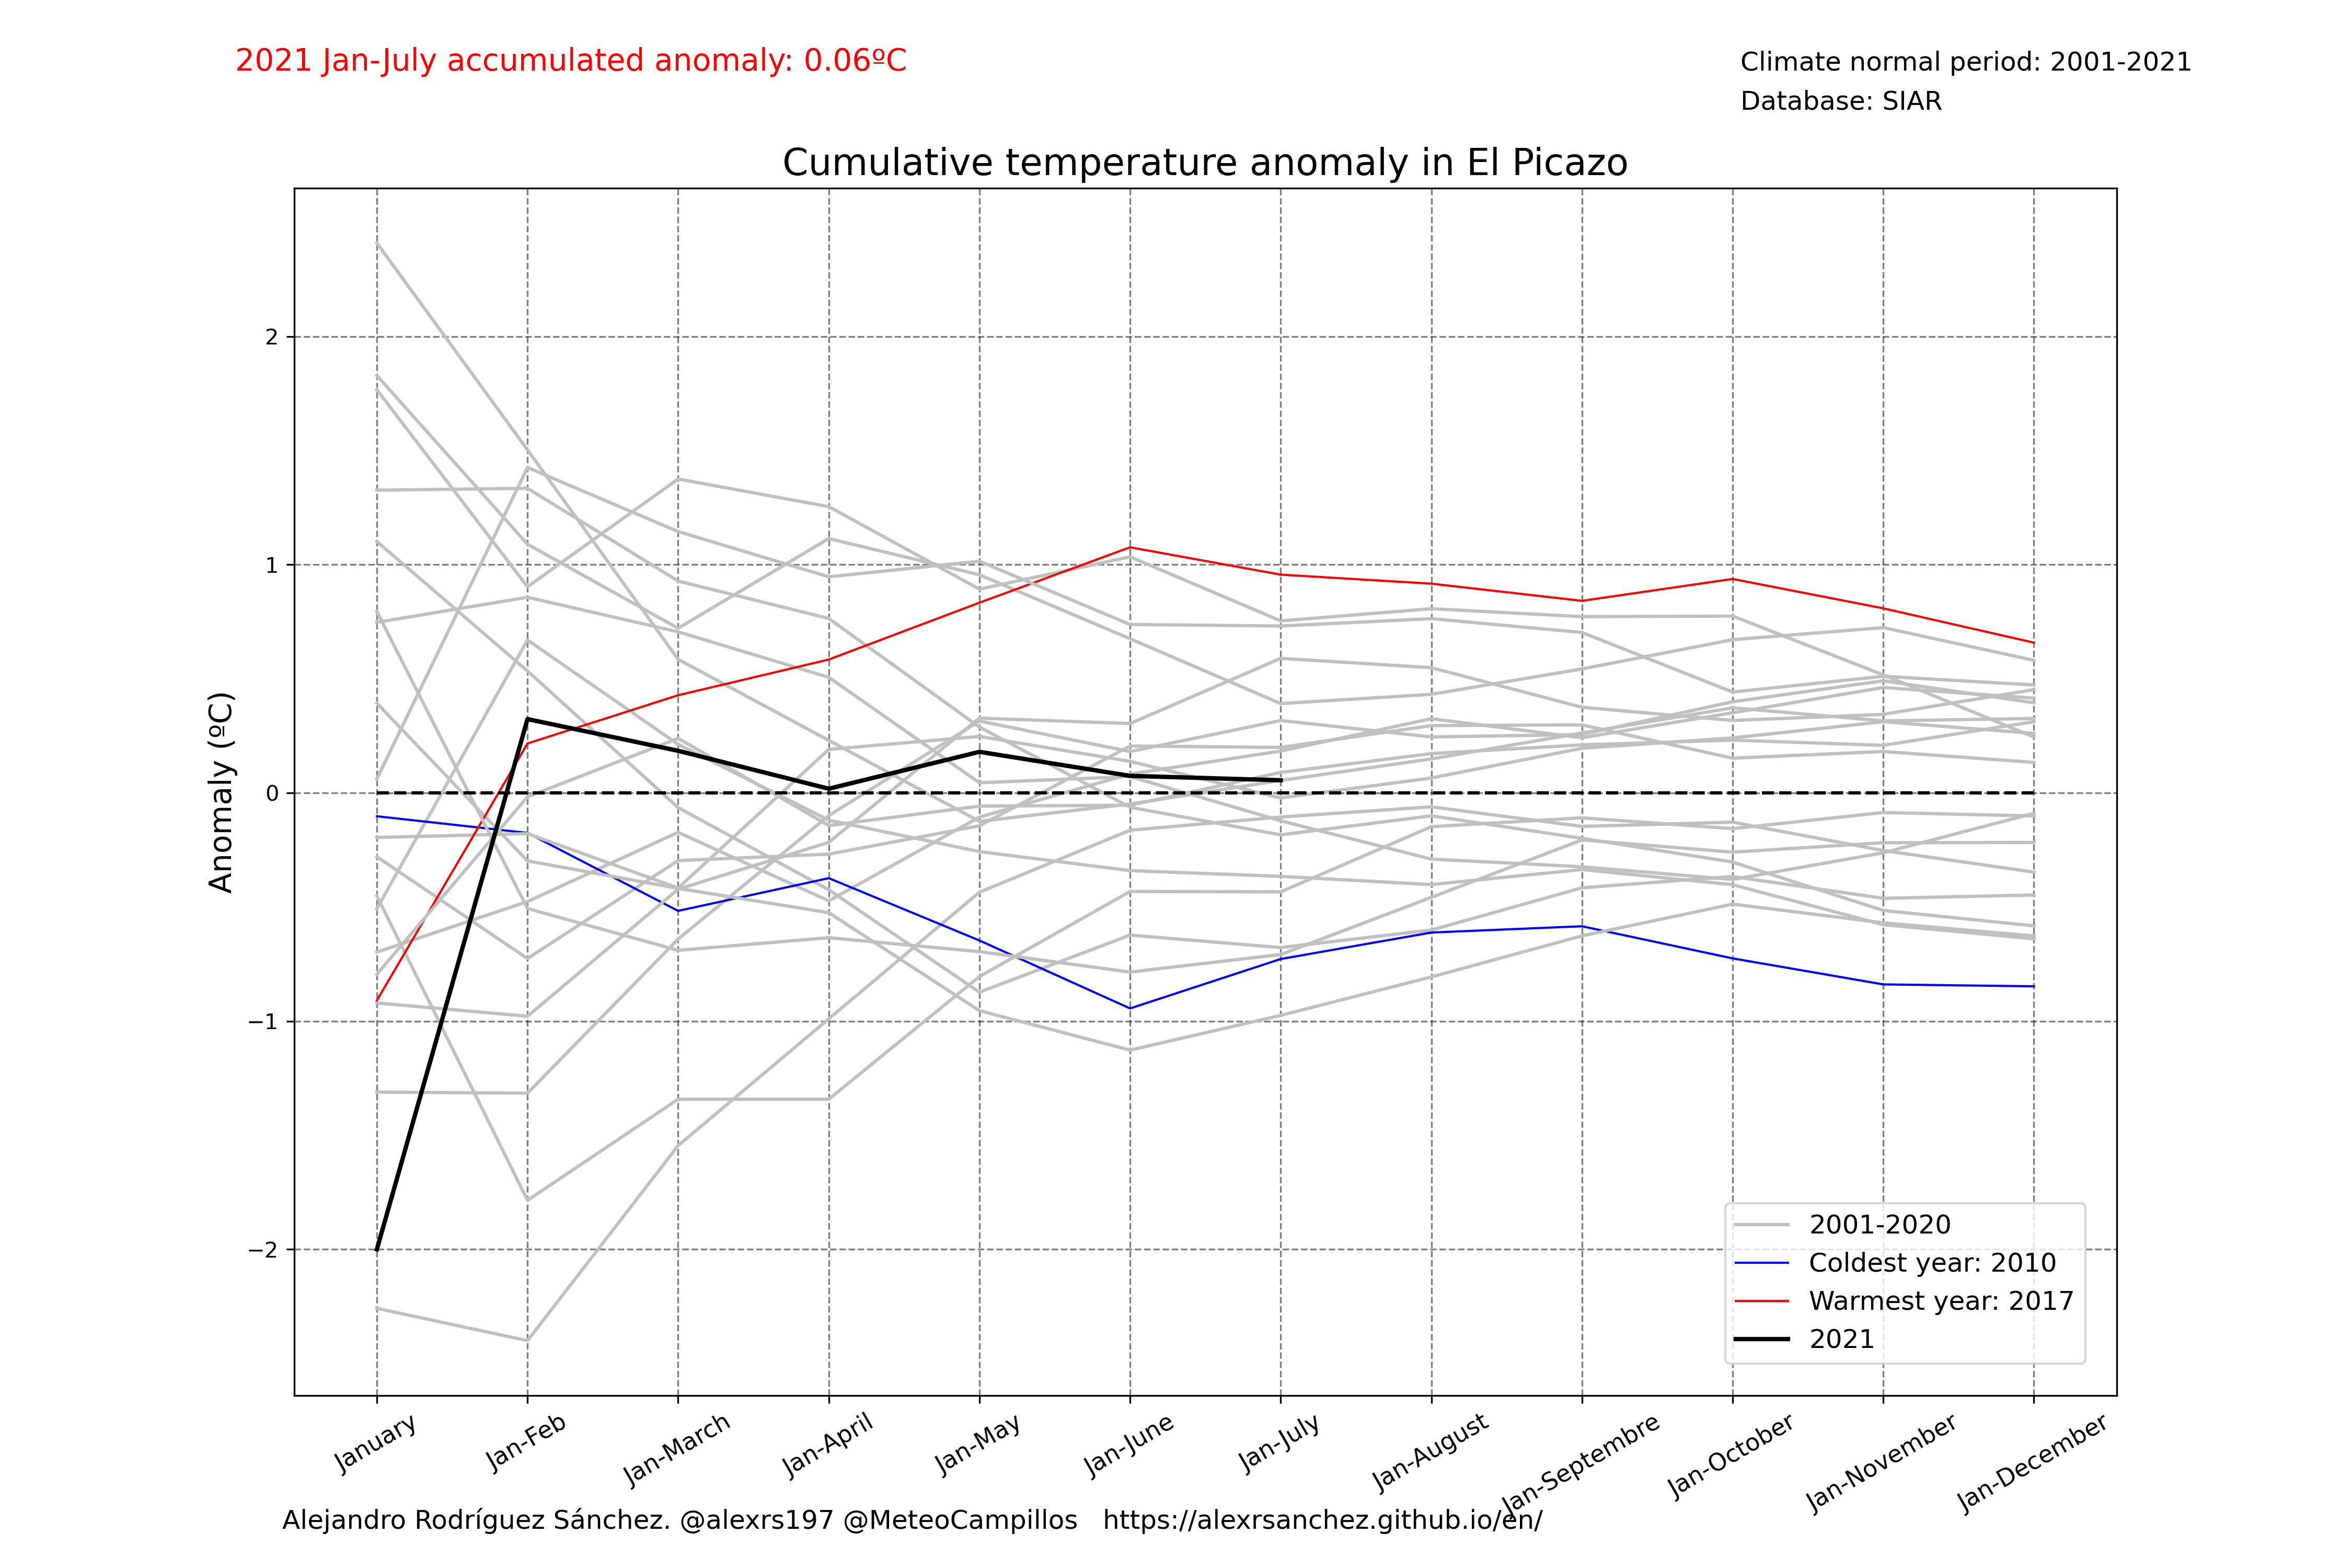 2021 Jan-July accumulated anomaly: 0.06ºC
Climate normal period: 2001-2021
Database: SIAR
Cumulative temperature anomaly in El Picazo
Anomaly (ºC)
2
1
0
−1
−2
2001-2020
Coldest year: 2010
Warmest year: 2017
2021
January
Jan-Feb
Jan-March
Jan-April
Jan-May
Jan-June
Jan-July
Jan-August
Jan-Septembre
Jan-October
Jan-November
Jan-December
Alejandro Rodríguez Sánchez. @alexrs197 @MeteoCampillos   https://alexrsanchez.github.io/en/